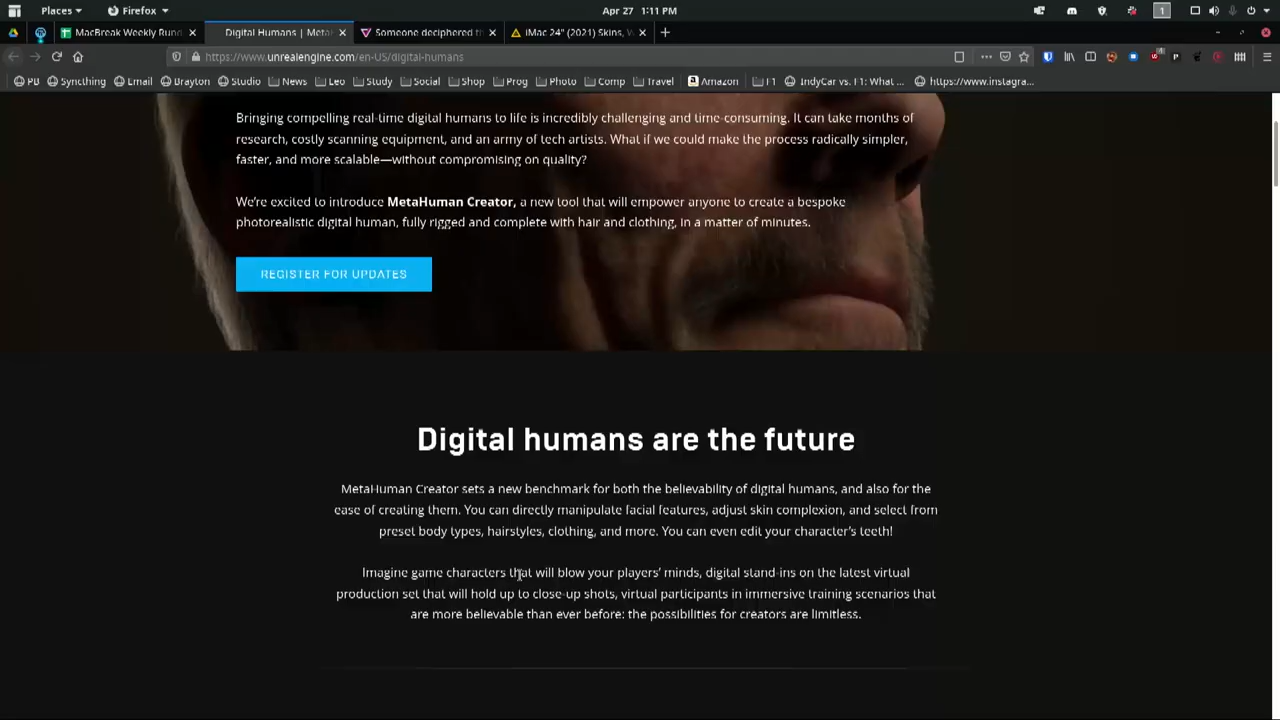 Places
Firefox
Apr 27 1:11 PM
1
MacBreak Weekly Rund
Digital Humans | Meta
Someone deciphered t
iMac 24" (2021) Skins, W
https://www.unrealengine.com/en-US/digital-humans
PB
Syncthing
Email
Brayton
Studio
News
Leo
Study
Social
Shop
Prog
Photo
Comp
Travel
Amazon
F1
IndyCar vs. F1: What ...
https://www.instagra...
Bringing compelling real-time digital humans to life is incredibly challenging and time-consuming. It can take months of
research, costly scanning equipment, and an army of tech artists. What if we could make the process radically simpler,
faster, and more scalable—without compromising on quality?
We're excited to introduce MetaHuman Creator, a new tool that will empower anyone to create a bespoke
photorealistic digital human, fully rigged and complete with hair and clothing, in a matter of minutes.
REGISTER FOR UPDATES
Digital humans are the future
MetaHuman Creator sets a new benchmark for both the believability of digital humans, and also for the
ease of creating them. You can directly manipulate facial features, adjust skin complexion, and select from
preset body types, hairstyles, clothing, and more. You can even edit your character's teeth!
Imagine game characters that will blow your players' minds, digital stand-ins on the latest virtual
production set that will hold up to close-up shots, virtual participants in immersive training scenarios that
are more believable than ever before: the possibilities for creators are limitless.